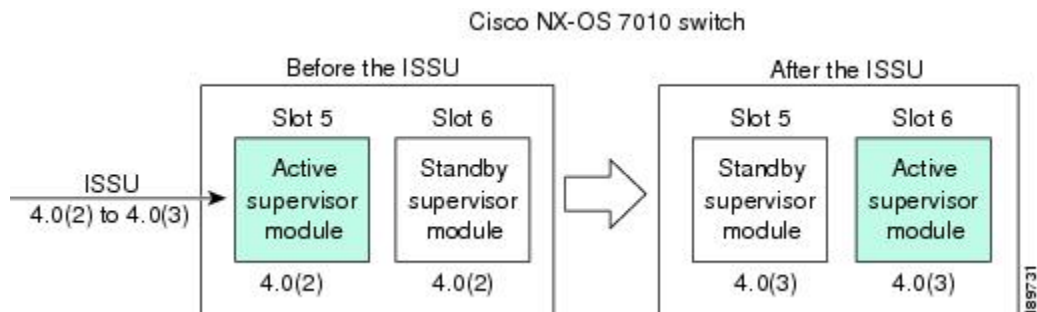 Cisco NX-OS 7010 switch
Before the ISSU
After the ISSU
ISSU
4.0(2) to 4.0(3)
Slot 5
Active
supervisor
module
4.0(2)
Slot 6
Standby
supervisor
module
4.0(2)
Slot 5
Standby
supervisor
module
4.0(3)
Slot 6
Active
supervisor
module
4.0(3)
189731